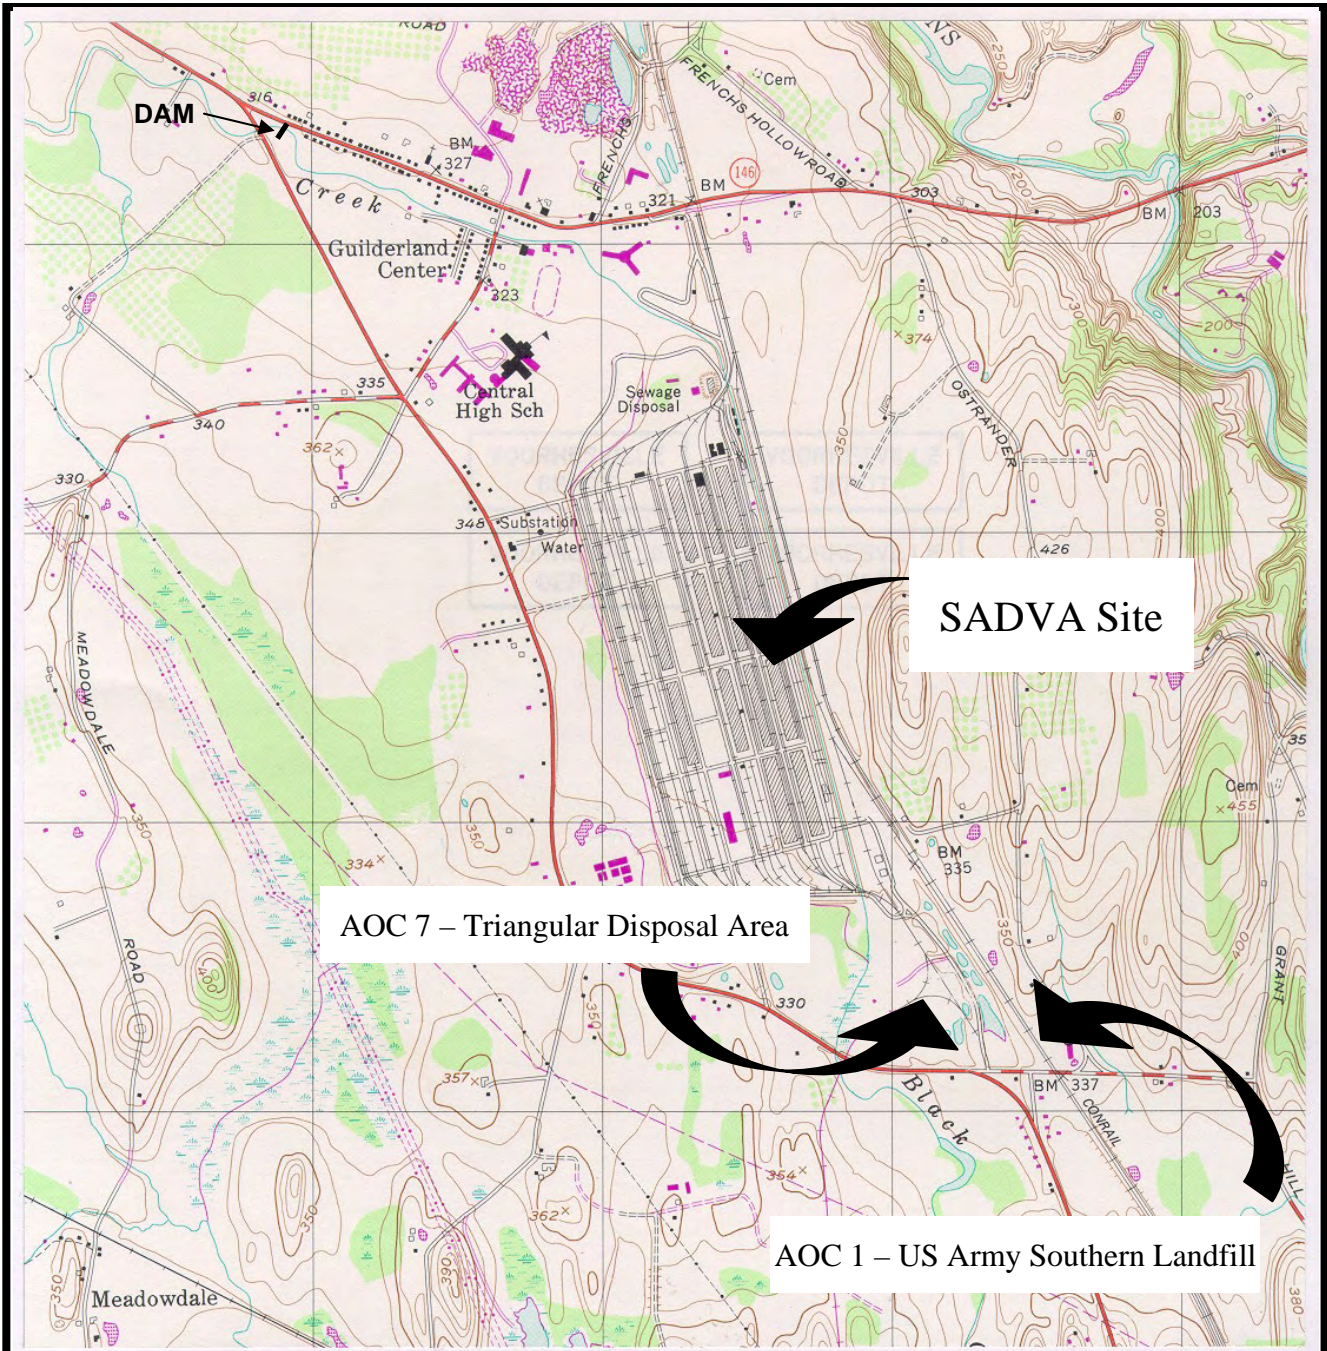 ROAD
NS
250
DAM
316
FRENCHS HOLLOW ROAD
Cem
BM
327
FRENCHS
146
200
Creek
321
BM
303
BM
203
Guilderland
Center
323
300
200
374
335
Central
High Sch
Sewage
Disposal
OSTRANDER
340
362
350
330
348
Substation
Water
426
400
SADVA Site
MEADOWDALE
35
Cem
455
350
350
334
BM
335
AOC 7 – Triangular Disposal Area
ROAD
400
350
400
GRANT
350
330
357
Black
BM 337
CONRAIL
354
HILL
350
362
AOC 1 – US Army Southern Landfill
390
350
380
Meadowdale